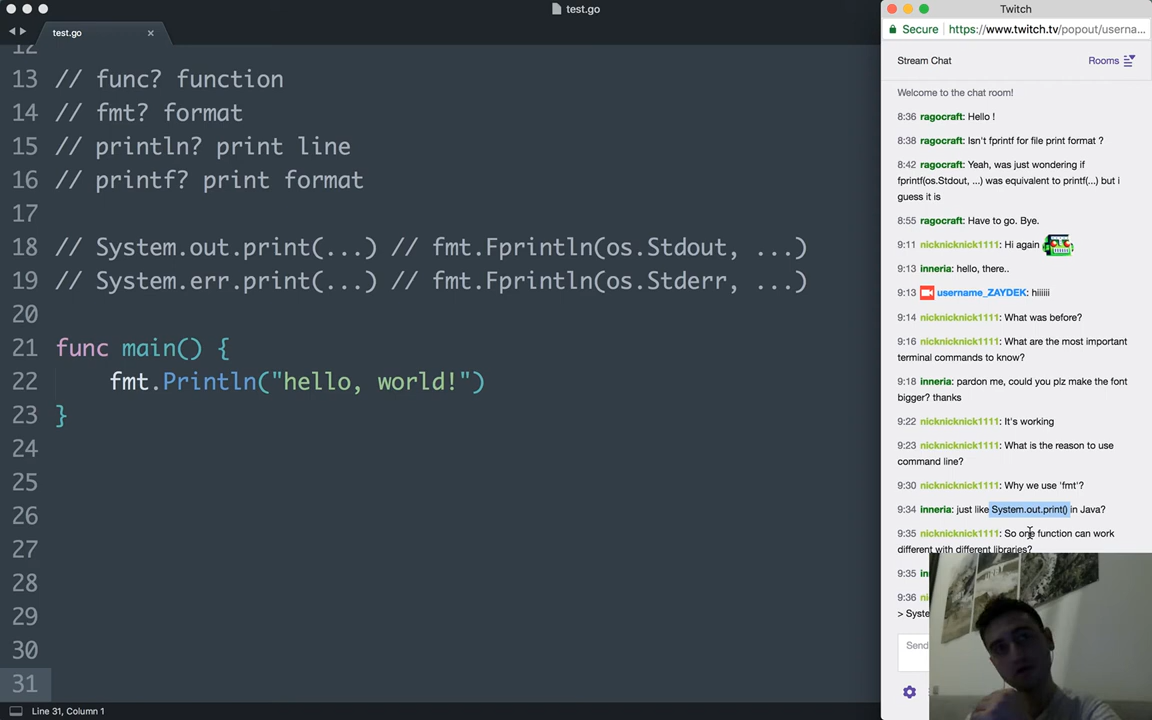 test.go
test.go
12
13 // func? function
14 // fmt? format
15 // println? print line
16 // printf? print format
17
18 // System.out.print(...) // fmt.Fprintln(os.Stdout, ...)
19 // System.err.print(...) // fmt.Fprintln(os.Stderr, ...)
20
21 func main() {
22 fmt.Println("hello, world!")
23 }
24
25
26
27
28
29
30
31
Line 31, Column 1
Twitch
Secure https://www.twitch.tv/popout/userna...
Stream Chat Rooms
Welcome to the chat room!
8:36 ragocraft: Hello !
8:38 ragocraft: Isn't fprintf for file print format ?
8:42 ragocraft: Yeah, was just wondering if
fprintf(os.Stdout, ...) was equivalent to printf(...) but i
guess it is
8:55 ragocraft: Have to go. Bye.
9:11 nicknicknick1111: Hi again
9:13 inneria: hello, there..
9:13 username_ZAYDEK: hiiiiii
9:14 nicknicknick1111: What was before?
9:16 nicknicknick1111: What are the most important
terminal commands to know?
9:18 inneria: pardon me, could you plz make the font
bigger? thanks
9:22 nicknicknick1111: It's working
9:23 nicknicknick1111: What is the reason to use
command line?
9:30 nicknicknick1111: Why we use 'fmt'?
9:34 inneria: just like System.out.print() in Java?
9:35 nicknicknick1111: So one function can work
different with different libraries?
9:35
9:36
> Syste
Send